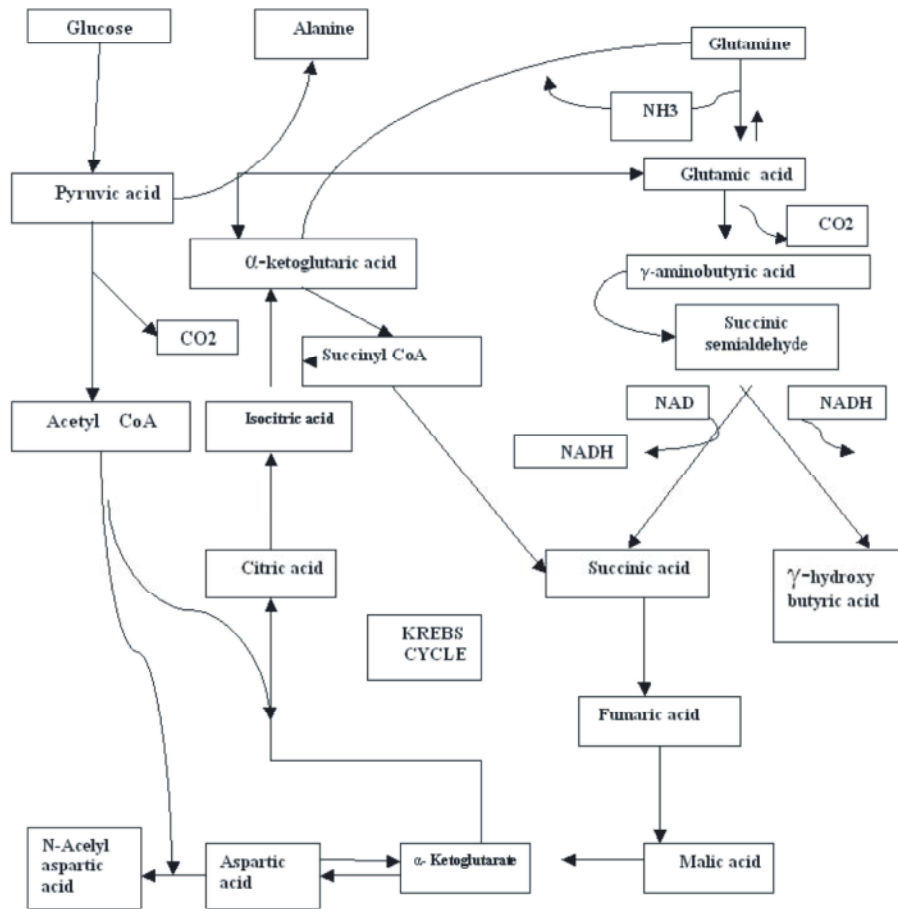 Glucose
Alanine
Glutamine
NH3
Pyruvic acid
Glutamic acid
CO2
α-ketoglutaric acid
γ-aminobutyric acid
CO2
Succinyl CoA
Succinic
semialdehyde
Acetyl CoA
Isocitric acid
NAD
NADH
NADH
Citric acid
Succinic acid
γ-hydroxy
butyric acid
KREBS
CYCLE
Fumaric acid
N-Acelyl
aspartic
acid
Aspartic
acid
α- Ketoglutarate
Malic acid